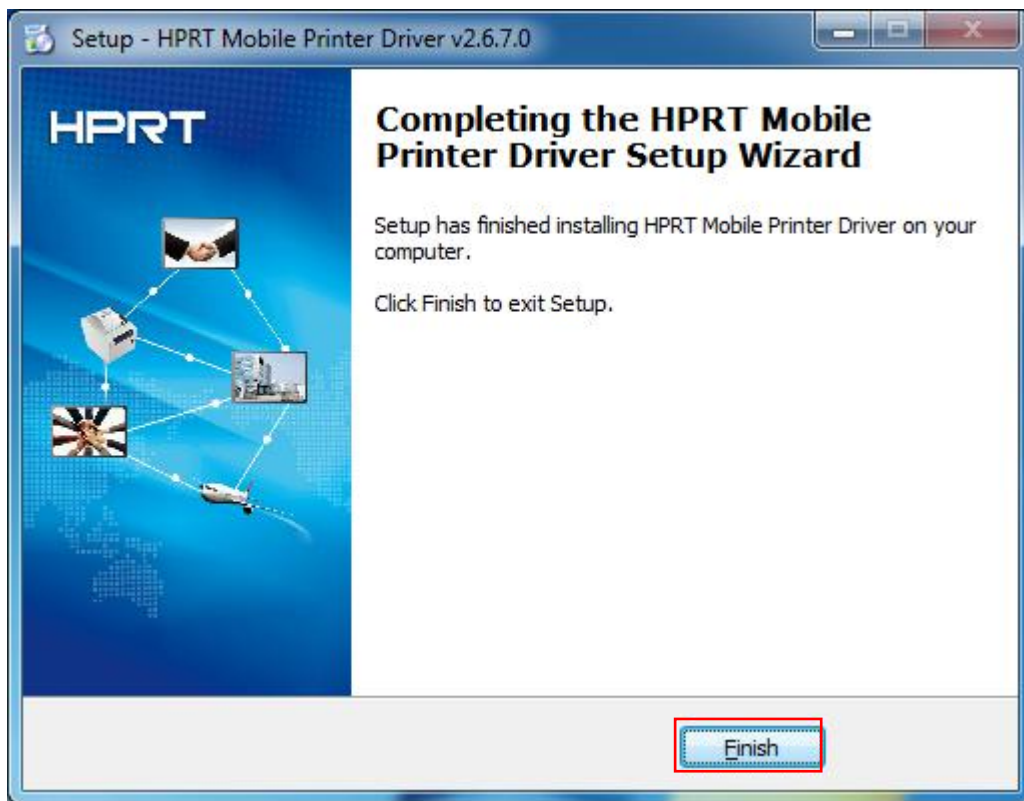 Setup - HPRT Mobile Printer Driver v2.6.7.0
HPRT
Completing the HPRT Mobile
Printer Driver Setup Wizard
Setup has finished installing HPRT Mobile Printer Driver on your
computer.
Click Finish to exit Setup.
Finish